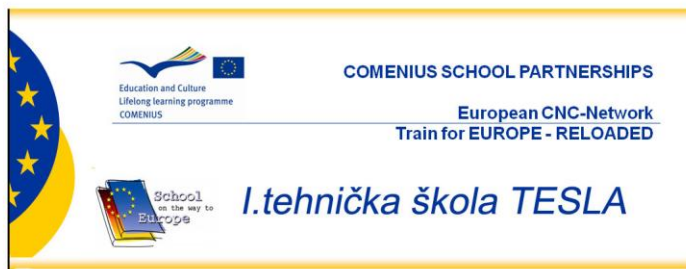 COMENIUS SCHOOL PARTNERSHIPS
Education and Culture
Lifelong learning programme
COMENIUS
European CNC-Network
Train for EUROPE - RELOADED
School
on the way to
Europe
I.tehnička škola TESLA